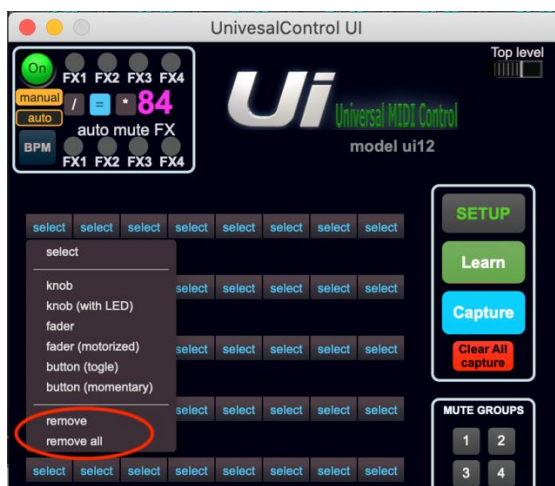 UnivesalControl UI
On
FX1 FX2 FX3 FX4
manual / = * 84
auto
auto mute FX
BPM
FX1 FX2 FX3 FX4
Ui Universal MIDI Control
model ui12
Top level
select select select select select select select select
select
knob
knob (with LED)
fader
fader (motorized)
button (togle)
button (momentary)
remove
remove all
select select select select select
select select select select select
select select select select select
select select select select select select select select
SETUP
Learn
Capture
Clear All
capture
MUTE GROUPS
1 2
3 4